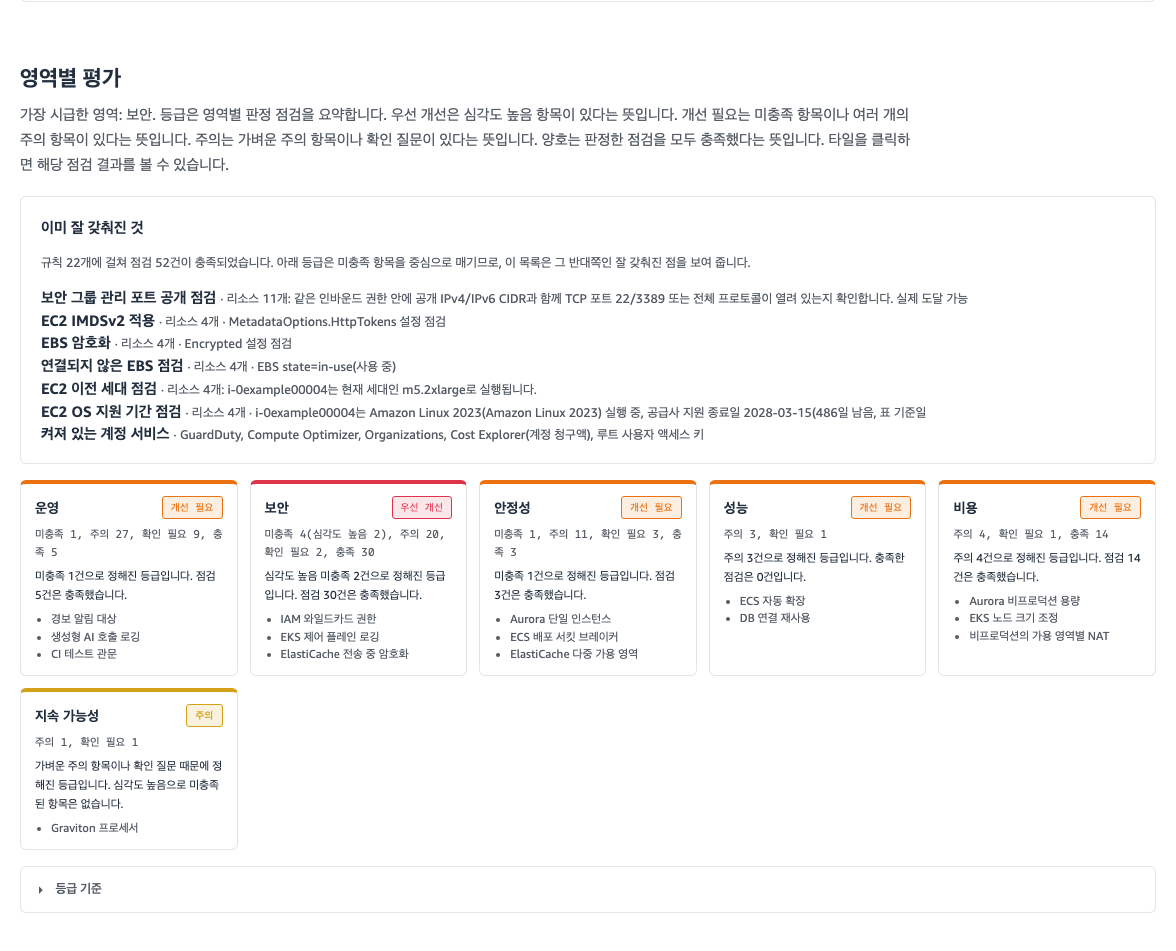 영역별 평가
가장 시급한 영역: 보안. 등급은 영역별 판정 점검을 요약합니다. 우선 개선은 심각도 높음 항목이 있다는 뜻입니다. 개선 필요는 미충족 항목이나 여러 개의
주의 항목이 있다는 뜻입니다. 주의는 가벼운 주의 항목이나 확인 질문이 있다는 뜻입니다. 양호는 판정한 점검을 모두 충족했다는 뜻입니다. 타일을 클릭하
면 해당 점검 결과를 볼 수 있습니다.
이미 잘 갖춰진 것
규칙 22개에 걸쳐 점검 52건이 충족되었습니다. 아래 등급은 미충족 항목을 중심으로 매기므로, 이 목록은 그 반대쪽인 잘 갖춰진 점을 보여 줍니다.
보안 그룹 관리 포트 공개 점검 · 리소스 11개: 같은 인바운드 권한 안에 공개 IPv4/IPv6 CIDR과 함께 TCP 포트 22/3389 또는 전체 프로토콜이 열려 있는지 확인합니다. 실제 도달 가능
EC2 IMDSv2 적용 · 리소스 4개 · MetadataOptions.HttpTokens 설정 점검
EBS 암호화 · 리소스 4개 · Encrypted 설정 점검
연결되지 않은 EBS 점검 · 리소스 4개 · EBS state=in-use(사용 중)
EC2 이전 세대 점검 · 리소스 4개: i-0example00004는 현재 세대인 m5.2xlarge로 실행됩니다.
EC2 OS 지원 기간 점검 · 리소스 4개 · i-0example00004는 Amazon Linux 2023(Amazon Linux 2023) 실행 중, 공급사 지원 종료일 2028-03-15(486일 남음, 표 기준일
켜져 있는 계정 서비스 · GuardDuty, Compute Optimizer, Organizations, Cost Explorer(계정 청구액), 루트 사용자 액세스 키
운영
개선 필요
미충족 1, 주의 27, 확인 필요 9, 충
족 5
미충족 1건으로 정해진 등급입니다. 점검
5건은 충족했습니다.
• 경보 알림 대상
• 생성형 AI 호출 로깅
• CI 테스트 관문
보안
우선 개선
미충족 4(심각도 높음 2), 주의 20,
확인 필요 2, 충족 30
심각도 높음 미충족 2건으로 정해진 등급
입니다. 점검 30건은 충족했습니다.
• IAM 와일드카드 권한
• EKS 제어 플레인 로깅
• ElastiCache 전송 중 암호화
안정성
개선 필요
미충족 1, 주의 11, 확인 필요 3, 충
족 3
미충족 1건으로 정해진 등급입니다. 점검
3건은 충족했습니다.
• Aurora 단일 인스턴스
• ECS 배포 서킷 브레이커
• ElastiCache 다중 가용 영역
성능
개선 필요
주의 3, 확인 필요 1
주의 3건으로 정해진 등급입니다. 충족한
점검은 0건입니다.
• ECS 자동 확장
• DB 연결 재사용
비용
개선 필요
주의 4, 확인 필요 1, 충족 14
주의 4건으로 정해진 등급입니다. 점검 14
건은 충족했습니다.
• Aurora 비프로덕션 용량
• EKS 노드 크기 조정
• 비프로덕션의 가용 영역별 NAT
지속 가능성
주의
주의 1, 확인 필요 1
가벼운 주의 항목이나 확인 질문 때문에 정
해진 등급입니다. 심각도 높음으로 미충족
된 항목은 없습니다.
• Graviton 프로세서
등급 기준